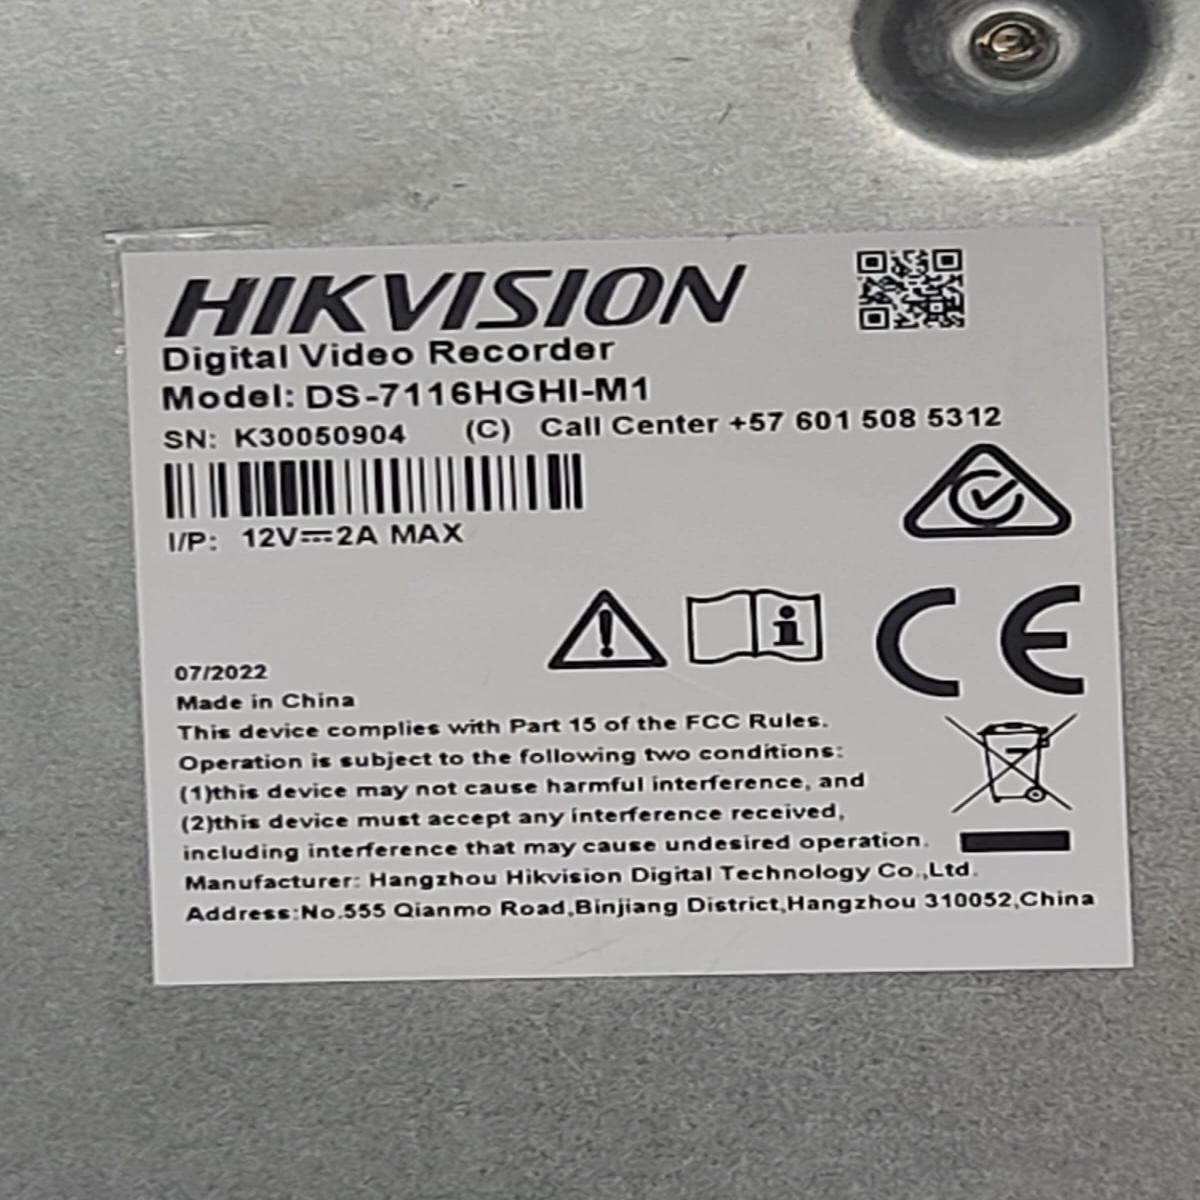 HIKVISION
Digital Video Recorder
Model: DS-7116HGHI-M1
SN: K30050904 (C) Call Center +57 601 508 5312
I/P: 12V⎓2A MAX
07/2022
Made in China
This device complies with Part 15 of the FCC Rules.
Operation is subject to the following two conditions:
(1)this device may not cause harmful interference, and
(2)this device must accept any interference received,
including interference that may cause undesired operation.
Manufacturer: Hangzhou Hikvision Digital Technology Co.,Ltd.
Address:No.555 Qianmo Road,Binjiang District,Hangzhou 310052,China
CE